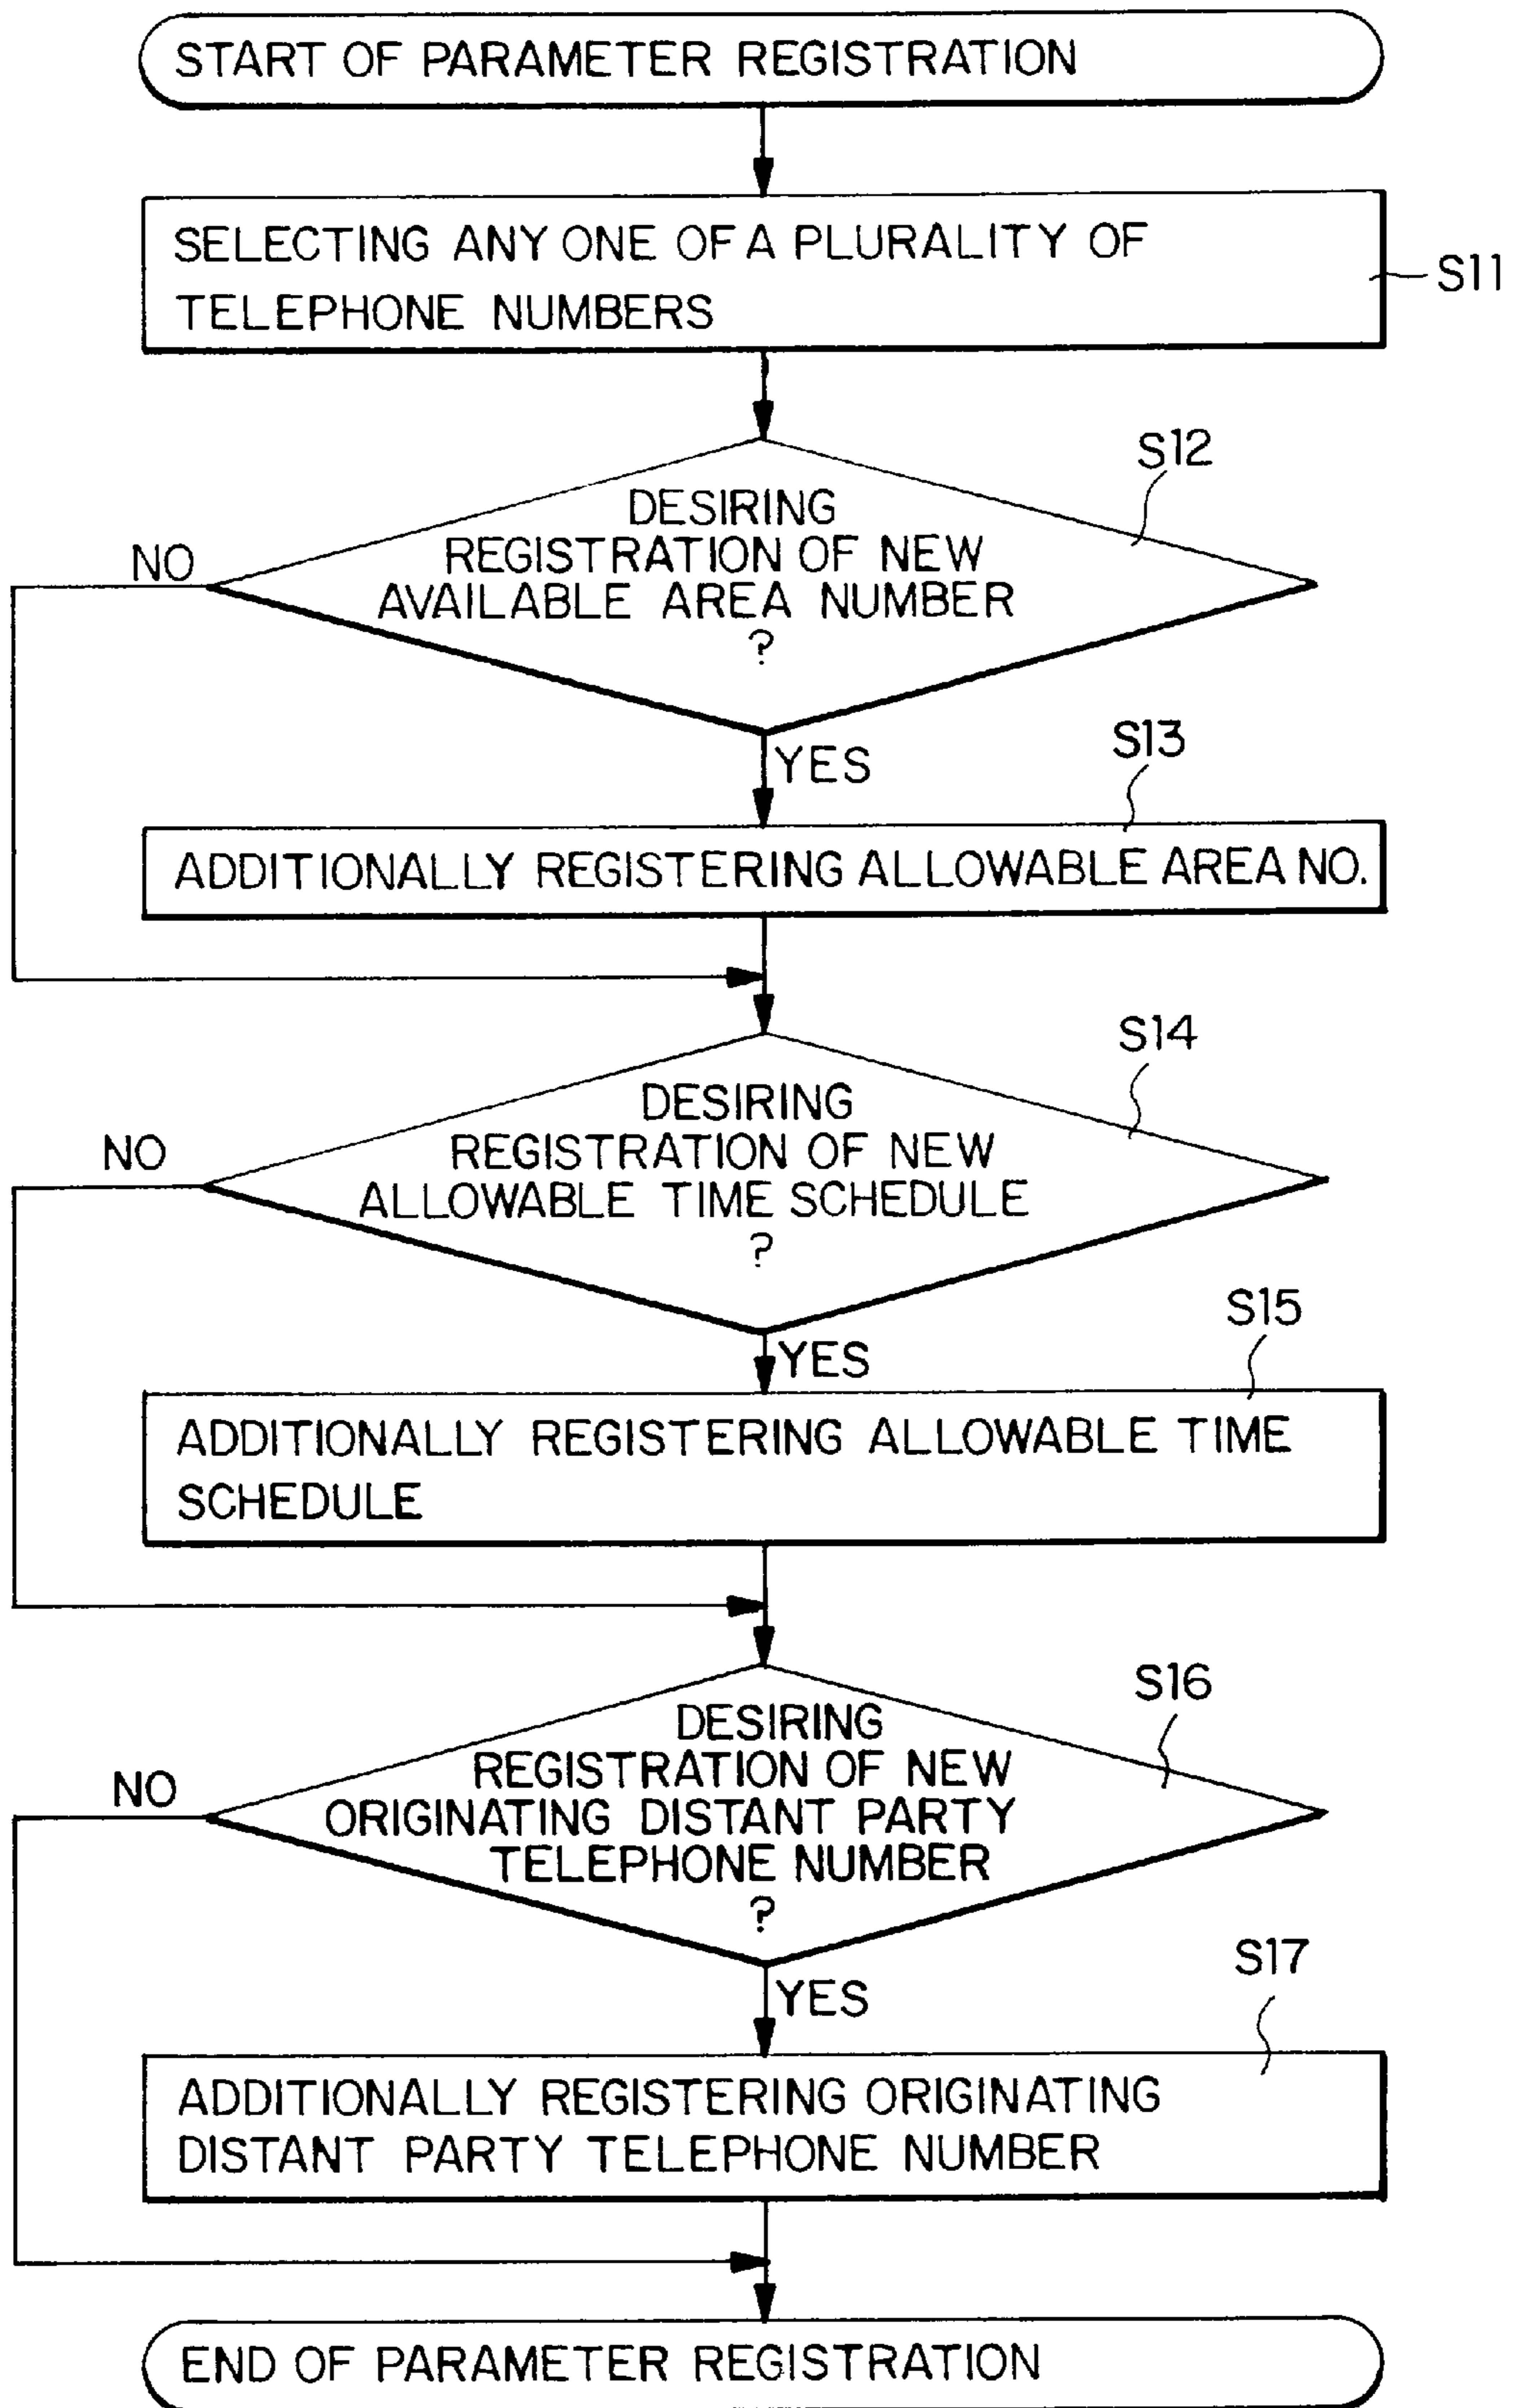 START OF PARAMETER REGISTRATION
SELECTING ANY ONE OF A PLURALITY OF
TELEPHONE NUMBERS
S11
S12
DESIRING
REGISTRATION OF NEW
AVAILABLE AREA NUMBER
?
NO
YES
S13
ADDITIONALLY REGISTERING ALLOWABLE AREA NO.
S14
DESIRING
REGISTRATION OF NEW
ALLOWABLE TIME SCHEDULE
?
NO
YES
S15
ADDITIONALLY REGISTERING ALLOWABLE TIME
SCHEDULE
S16
DESIRING
REGISTRATION OF NEW
ORIGINATING DISTANT PARTY
TELEPHONE NUMBER
?
NO
YES
S17
ADDITIONALLY REGISTERING ORIGINATING
DISTANT PARTY TELEPHONE NUMBER
END OF PARAMETER REGISTRATION